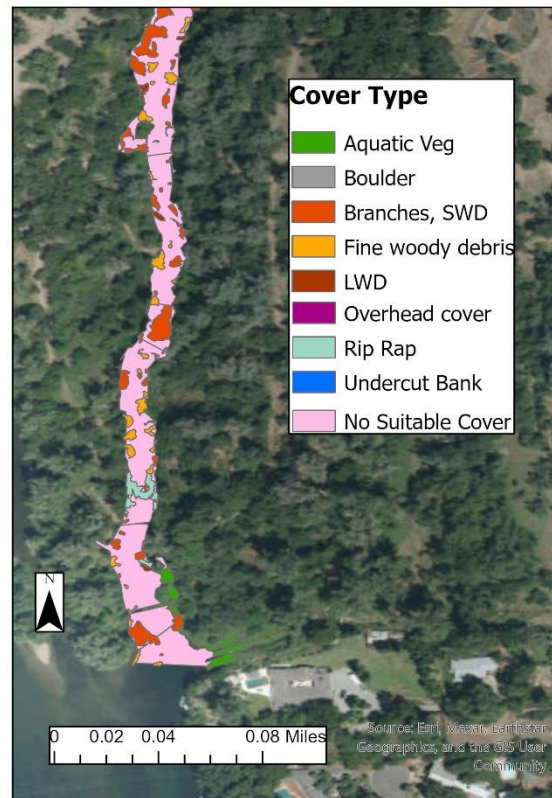 Cover Type
Aquatic Veg
Boulder
Branches, SWD
Fine woody debris
LWD
Overhead cover
Rip Rap
Undercut Bank
No Suitable Cover
N
0 0.02 0.04 0.08 Miles
Source: Esri, Maxar, Earthstar
Geographics, and the GIS User
Community